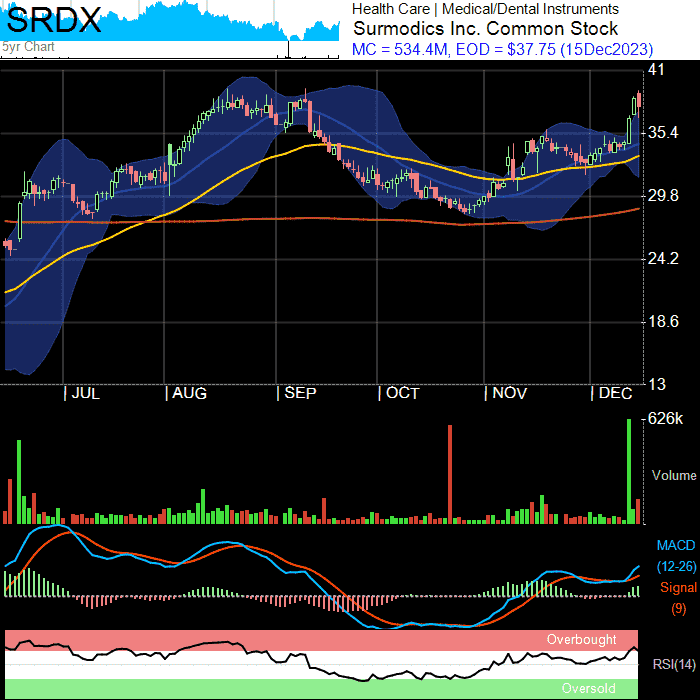 SRDX
5yr Chart
Health Care | Medical/Dental Instruments
Surmodics Inc. Common Stock
MC = 534.4M, EOD = $37.75 (15Dec2023)
41
35.4
29.8
24.2
18.6
13
| JUL | AUG | SEP | OCT | NOV | DEC
626k
Volume
MACD
(12-26)
Signal
(9)
Overbought
RSI(14)
Oversold